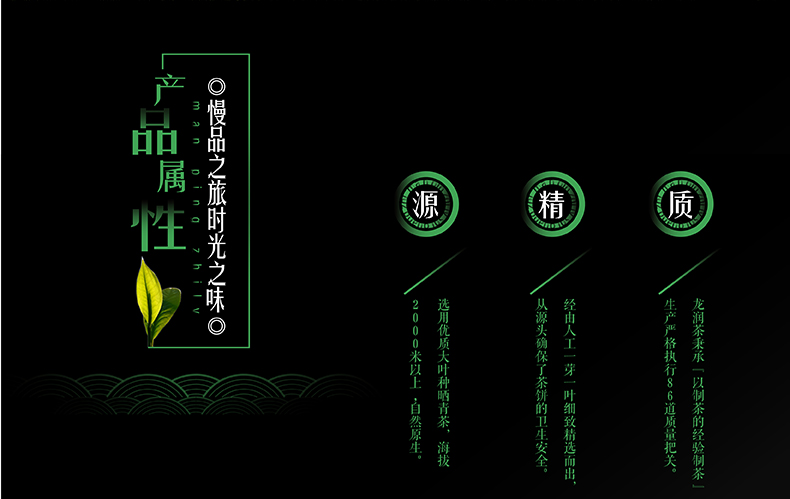 产品属性
◎慢品之旅时光之味◎
man pind zhilv
源
选用优质大叶种晒青茶，海拔
2000米以上，自然原生。
精
经由人工一芽一叶细致精选而出，
从源头确保了茶饼的卫生安全。
质
龙润茶秉承「以制茶的经验制茶」
生产严格执行86道质量把关。